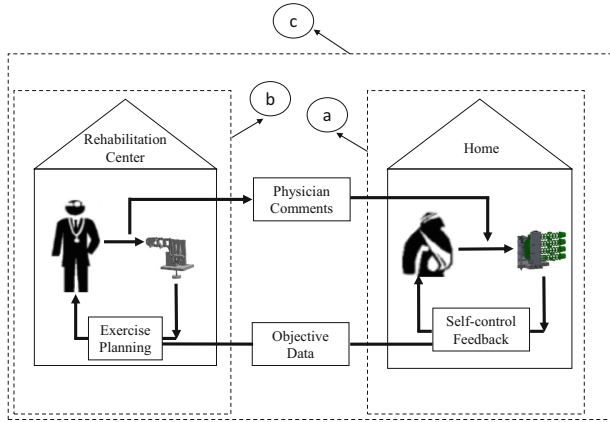 c
b
a
Rehabilitation
Center
Home
Physician
Comments
Exercise
Planning
Objective
Data
Self-control
Feedback